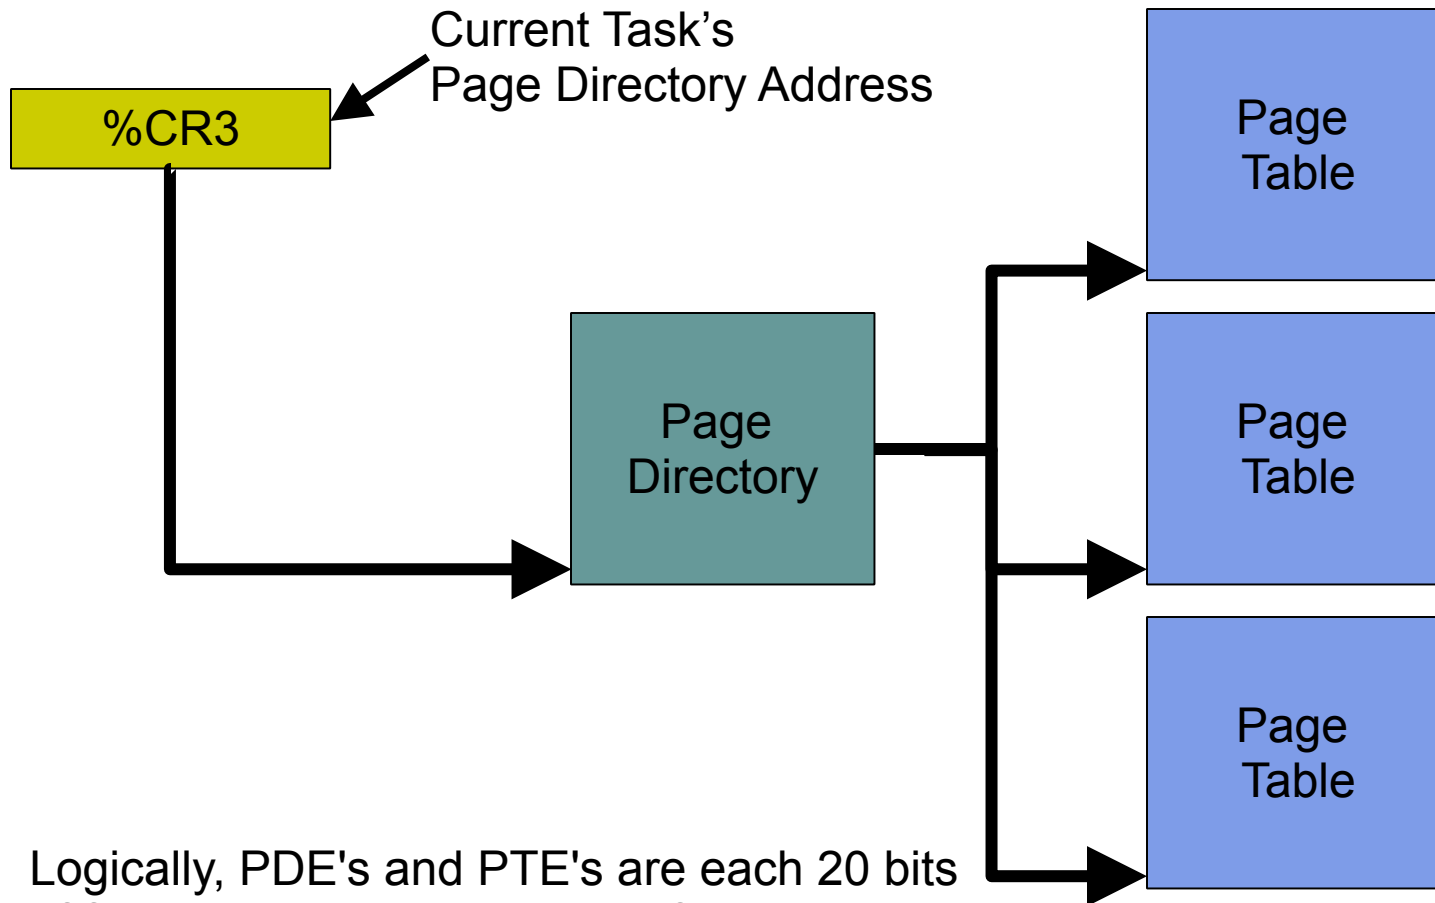 Current Task’s
Page Directory Address
%CR3
Page
Table
Page
Directory
Page
Table
Page
Table
Logically, PDE's and PTE's are each 20 bits